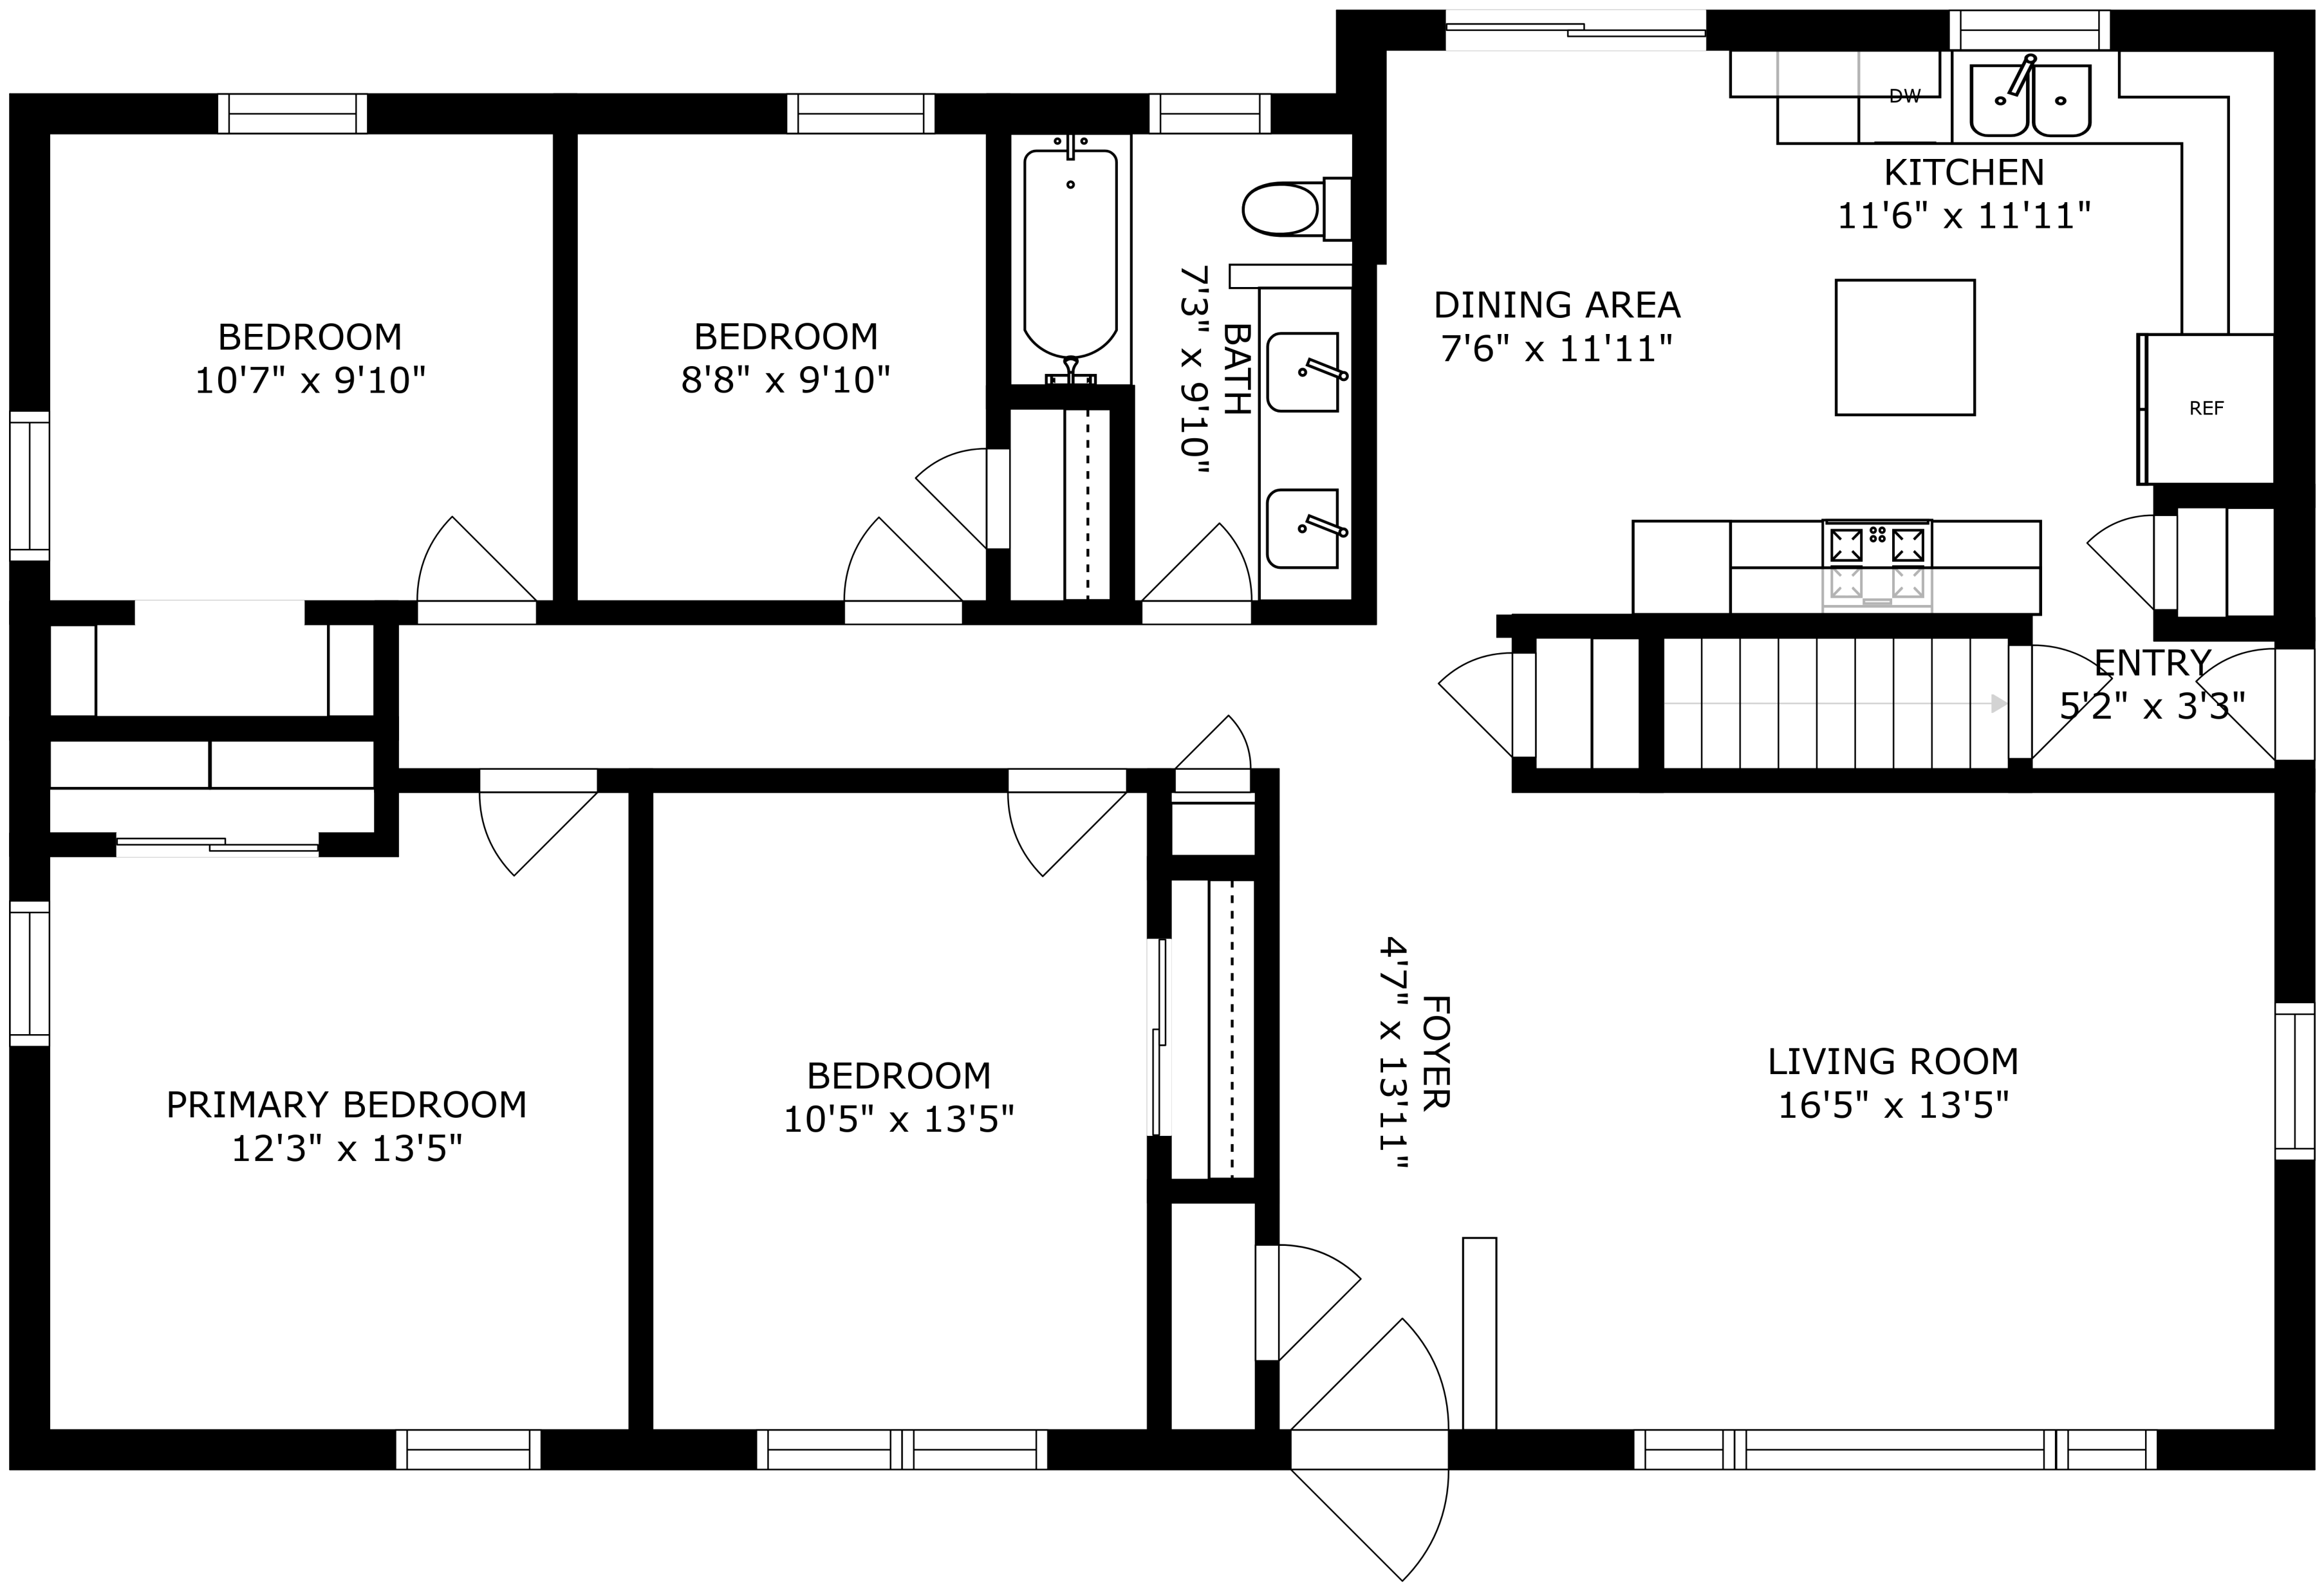 DW
KITCHEN
11'6" x 11'11"
DINING AREA
7'6" x 11'11"
BEDROOM
10'7" x 9'10"
BEDROOM
8'8" x 9'10"
BATH
7'3" x 9'10"
REF
ENTRY
5'2" x 3'3"
FOYER
4'7" x 13'11"
LIVING ROOM
16'5" x 13'5"
BEDROOM
10'5" x 13'5"
PRIMARY BEDROOM
12'3" x 13'5"